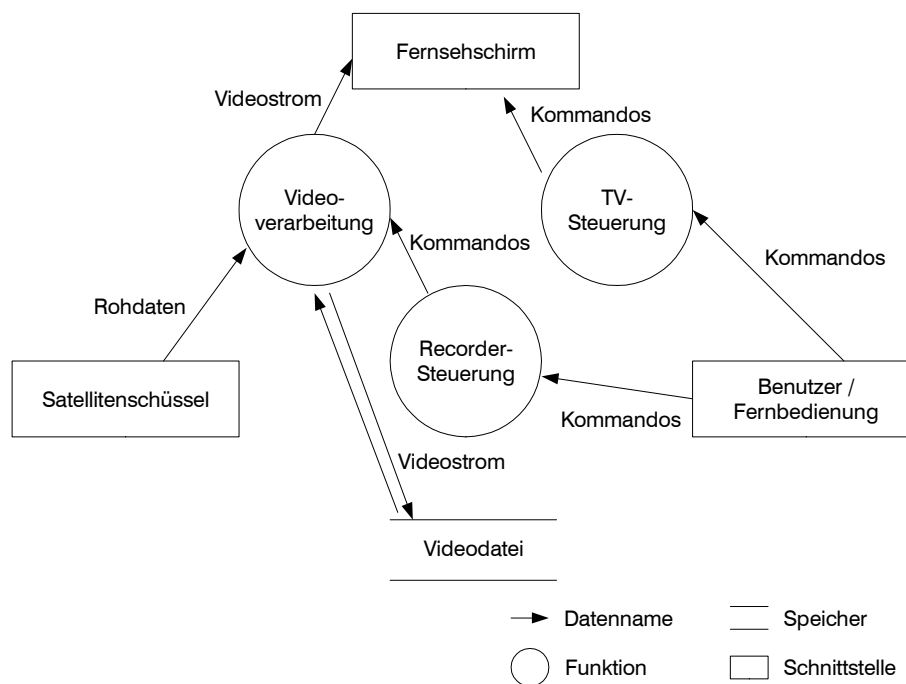 Fernsehschirm
Videostrom
Kommandos
Video-
verarbeitung
TV-
Steuerung
Kommandos
Kommandos
Rohdaten
Recorder-
Steuerung
Satellitenschüssel
Benutzer /
Fernbedienung
Kommandos
Videostrom
Videodatei
Datenname
Speicher
Funktion
Schnittstelle